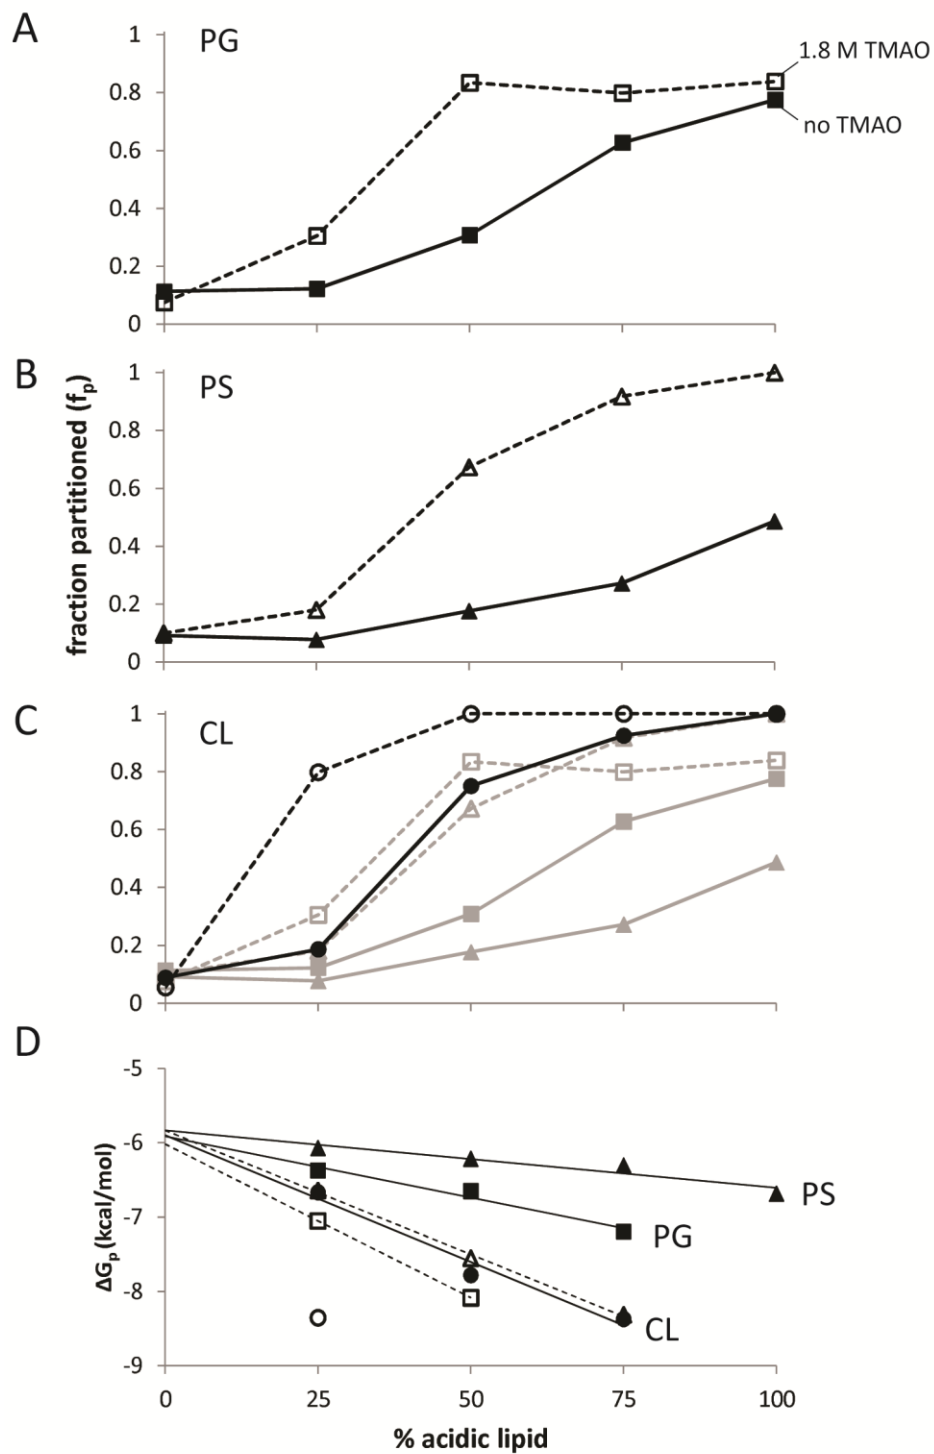 A
PG
1
0.8
0.6
0.4
0.2
0
1.8 M TMAO
no TMAO
B
PS
1
0.8
0.6
0.4
0.2
0
fraction partitioned (fp)
C
CL
1
0.8
0.6
0.4
0.2
0
D
-5
-6
-7
-8
-9
ΔGp (kcal/mol)
PS
PG
CL
0 25 50 75 100
% acidic lipid